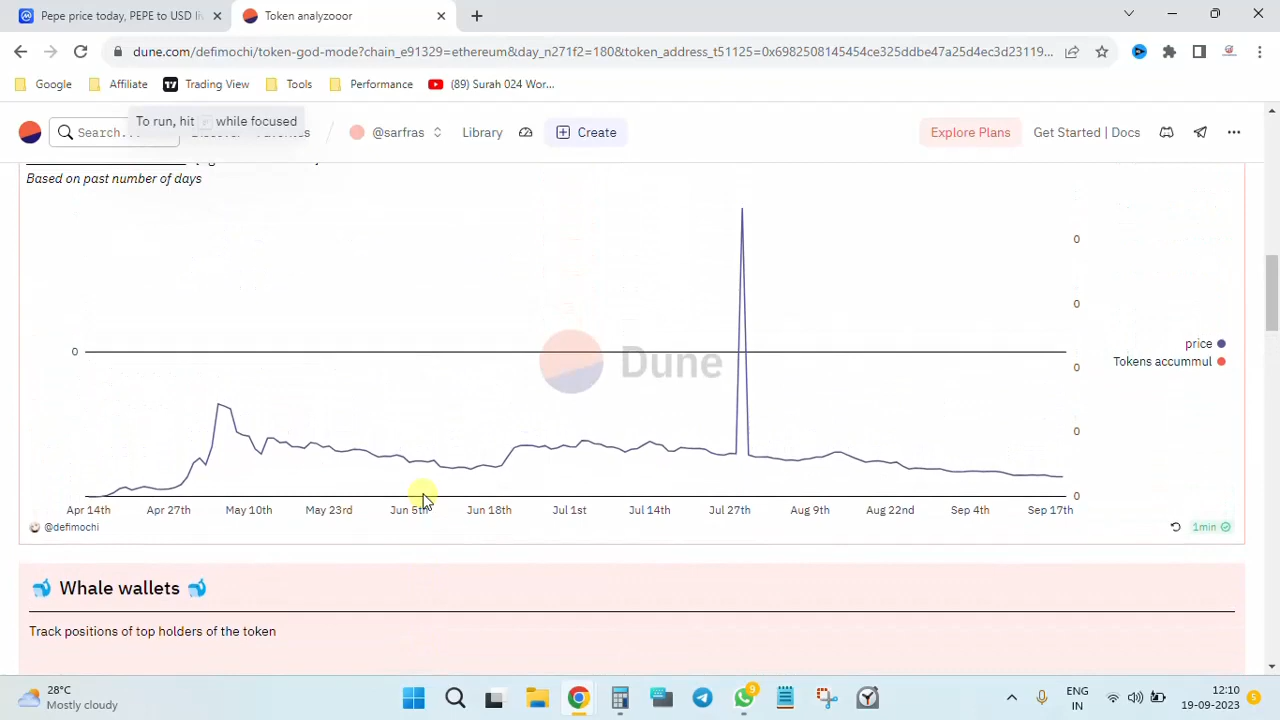 Pepe price today, PEPE to USD li
Token analyzooor
dune.com/defimochi/token-god-mode?chain_e91329=ethereum&day_n271f2=180&token_address_t51125=0x6982508145454ce325ddbe47a25d4ec3d23119...
Google
Affiliate
Trading View
Tools
Performance
(89) Surah 024 Wor...
To run, hit while focused
Search...
@sarfras
Library
Create
Explore Plans
Get Started | Docs
Based on past number of days
0
0
0
0
0
0
Dune
price
Tokens accummul
Apr 14th
Apr 27th
May 10th
May 23rd
Jun 5th
Jun 18th
Jul 1st
Jul 14th
Jul 27th
Aug 9th
Aug 22nd
Sep 4th
Sep 17th
@defimochi
1min
Whale wallets
Track positions of top holders of the token
28°C
Mostly cloudy
9
ENG
IN
12:10
19-09-2023
5